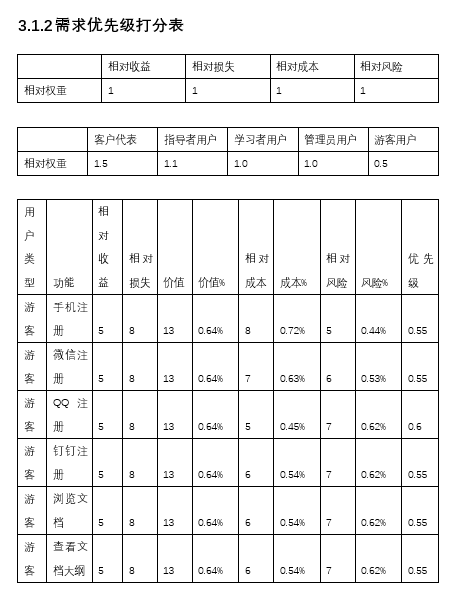 3.1.2需求优先级打分表
相对收益 相对损失 相对成本 相对风险
相对权重 1 1 1 1
客户代表 指导者用户 学习者用户 管理员用户 游客用户
相对权重 1.5 1.1 1.0 1.0 0.5
用户类型 功能 相对收益 相对损失 价值 价值% 相对成本 成本% 相对风险 风险% 优先级
游客 手机注册 5 8 13 0.64% 8 0.72% 5 0.44% 0.55
游客 微信注册 5 8 13 0.64% 7 0.63% 6 0.53% 0.55
游客 QQ 注册 5 8 13 0.64% 5 0.45% 7 0.62% 0.6
游客 钉钉注册 5 8 13 0.64% 6 0.54% 7 0.62% 0.55
游客 浏览文档 5 8 13 0.64% 6 0.54% 7 0.62% 0.55
游客 查看文档大纲 5 8 13 0.64% 6 0.54% 7 0.62% 0.55